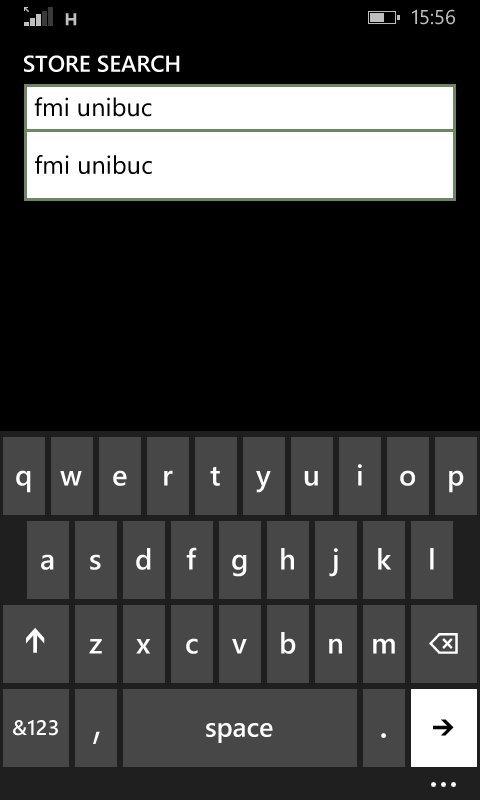 H 15:56
STORE SEARCH
fmi unibuc
fmi unibuc
q w e r t y u i o p
a s d f g h j k l
z x c v b n m
&123 , space .